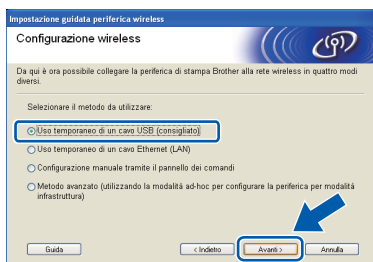 Impostazione guidata periferica wireless
Configurazione wireless
Da qui è ora possibile collegare la periferica di stampa Brother alla rete wireless in quattro modi
diversi.
Selezionare il metodo da utilizzare:
Uso temporaneo di un cavo USB (consigliato)
Uso temporaneo di un cavo Ethernet (LAN)
Configurazione manuale tramite il pannello dei comandi
Metodo avanzato (utilizzando la modalità ad-hoc per configurare la periferica per modalità
infrastruttura)
Guida
< Indietro
Avanti >
Annulla